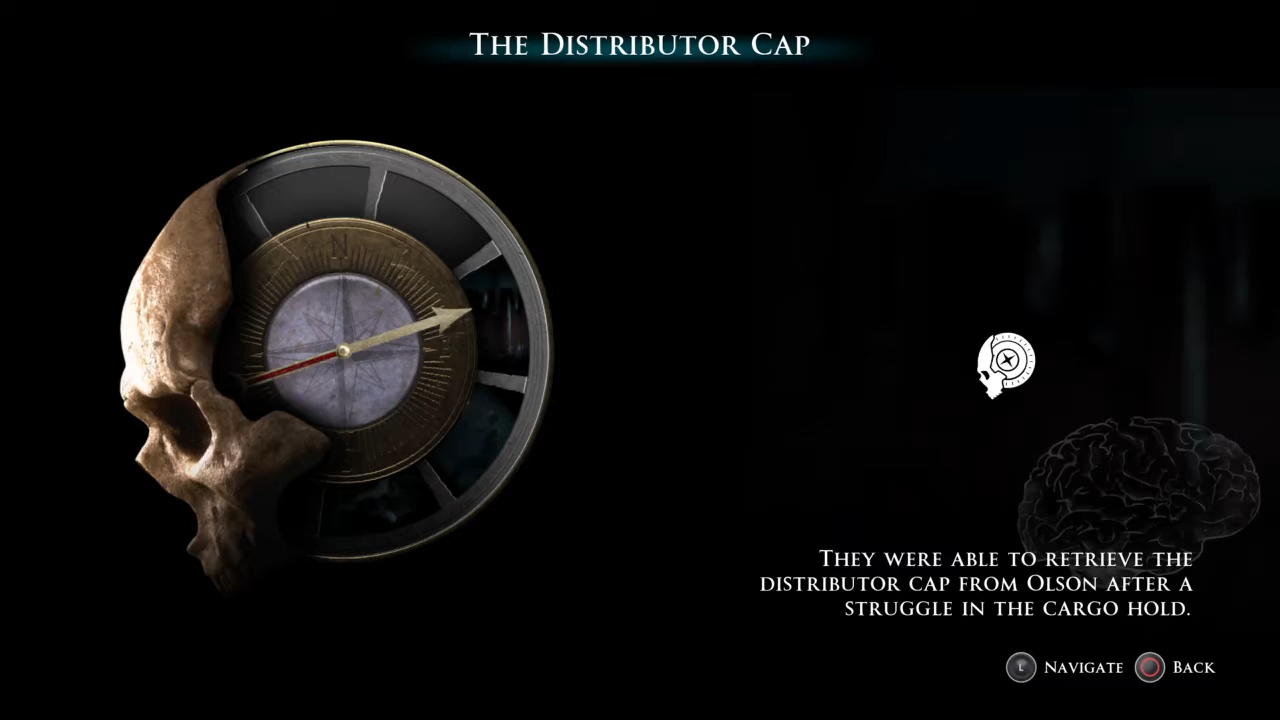 The Distributor Cap
N
They were able to retrieve the
distributor cap from Olson after a
struggle in the cargo hold.
L Navigate Back